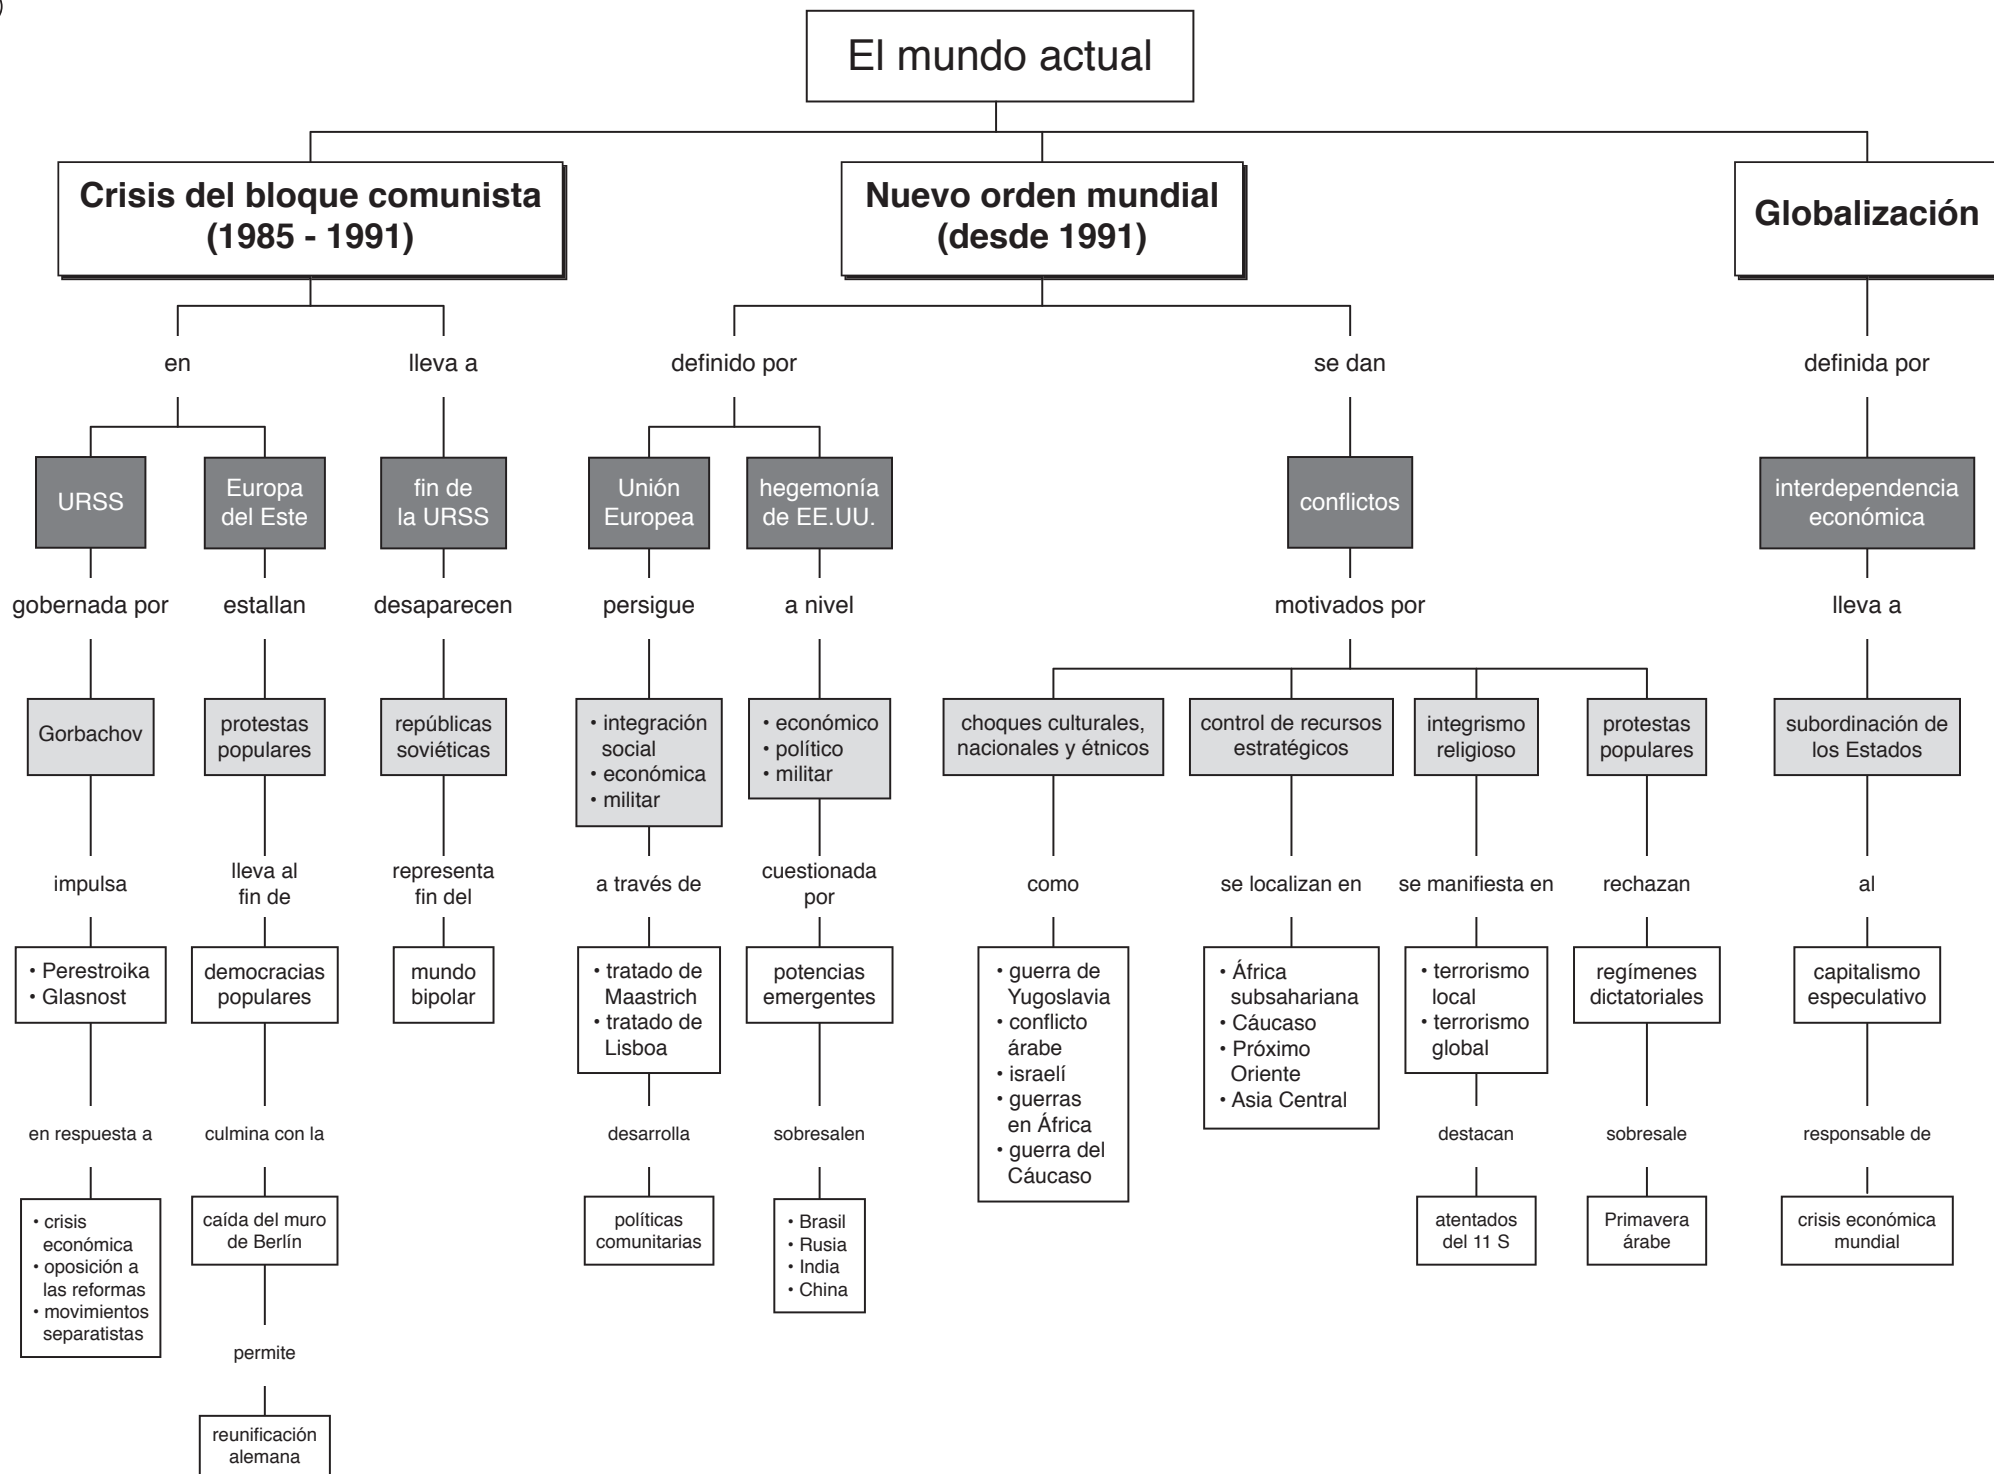 El mundo actual
Crisis del bloque comunista
(1985 - 1991)
Nuevo orden mundial
(desde 1991)
Globalización
en
lleva a
definido por
se dan
definida por
URSS
Europa
del Este
fin de
la URSS
Unión
Europea
hegemonía
de EE.UU.
conflictos
interdependencia
económica
gobernada por
estallan
desaparecen
persigue
a nivel
motivados por
lleva a
Gorbachov
protestas
populares
repúblicas
soviéticas
• integración
social
• económica
• militar
• económico
• político
• militar
choques culturales,
nacionales y étnicos
control de recursos
estratégicos
integrismo
religioso
protestas
populares
subordinación de
los Estados
impulsa
lleva al
fin de
representa
fin del
a través de
cuestionada
por
como
se localizan en
se manifiesta en
rechazan
al
• Perestroika
• Glasnost
democracias
populares
mundo
bipolar
• tratado de
Maastrich
• tratado de
Lisboa
potencias
emergentes
• guerra de
Yugoslavia
• conflicto
árabe
• israelí
• guerras
en África
• guerra del
Cáucaso
• África
subsahariana
• Cáucaso
• Próximo
Oriente
• Asia Central
• terrorismo
local
• terrorismo
global
regímenes
dictatoriales
capitalismo
especulativo
en respuesta a
culmina con la
desarrolla
sobresalen
destacan
sobresale
responsable de
• crisis
económica
• oposición a
las reformas
• movimientos
separatistas
caída del muro
de Berlín
políticas
comunitarias
• Brasil
• Rusia
• India
• China
atentados
del 11 S
Primavera
árabe
crisis económica
mundial
permite
reunificación
alemana